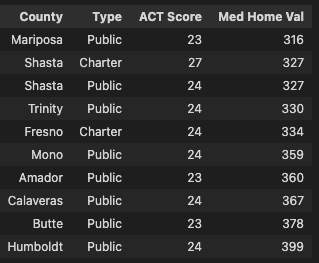 County Type ACT Score Med Home Val
Mariposa Public 23 316
Shasta Charter 27 327
Shasta Public 24 327
Trinity Public 24 330
Fresno Charter 24 334
Mono Public 24 359
Amador Public 23 360
Calaveras Public 24 367
Butte Public 23 378
Humboldt Public 24 399